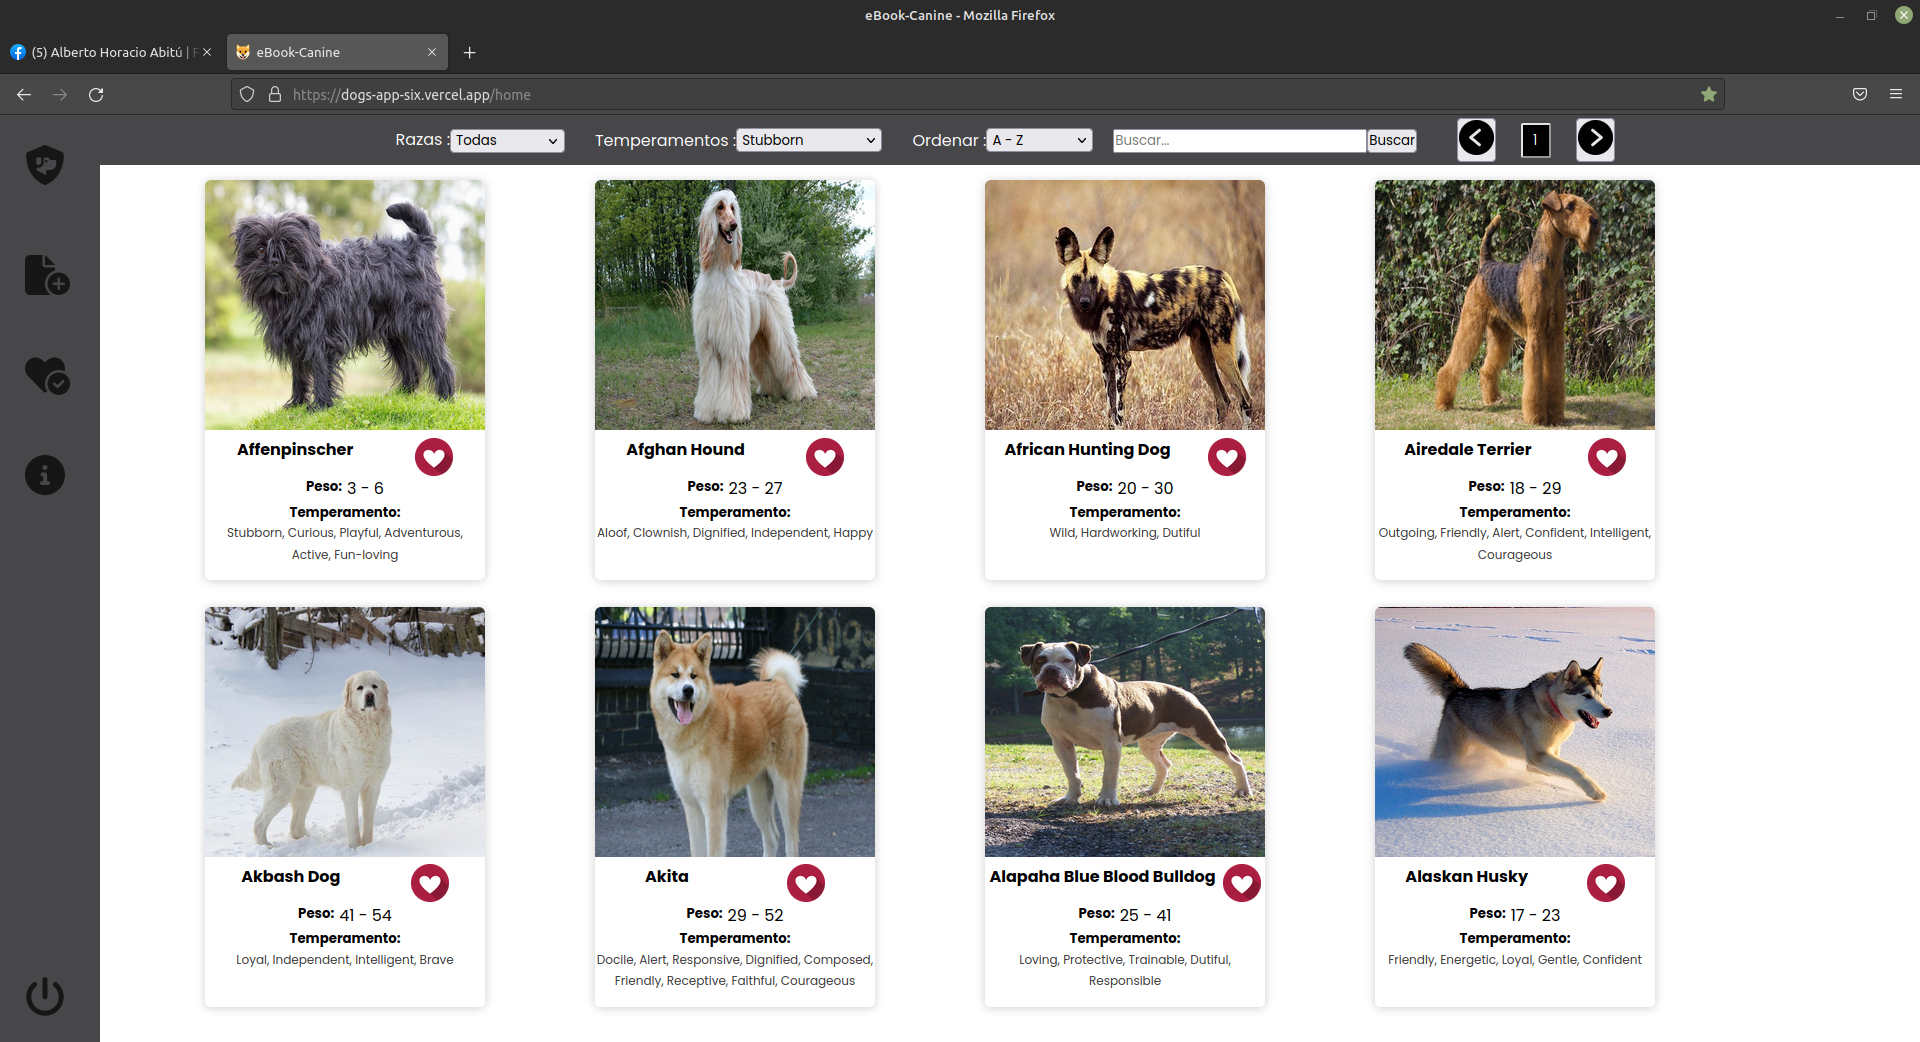 eBook-Canine - Mozilla Firefox
(5) Alberto Horacio Abitú | F
eBook-Canine
https://dogs-app-six.vercel.app/home
Razas : Todas Temperamentos : Stubborn Ordenar : A - Z Buscar... Buscar 1
Affenpinscher
Peso: 3 - 6
Temperamento:
Stubborn, Curious, Playful, Adventurous,
Active, Fun-loving
Afghan Hound
Peso: 23 - 27
Temperamento:
Aloof, Clownish, Dignified, Independent, Happy
African Hunting Dog
Peso: 20 - 30
Temperamento:
Wild, Hardworking, Dutiful
Airedale Terrier
Peso: 18 - 29
Temperamento:
Outgoing, Friendly, Alert, Confident, Intelligent,
Courageous
Akbash Dog
Peso: 41 - 54
Temperamento:
Loyal, Independent, Intelligent, Brave
Akita
Peso: 29 - 52
Temperamento:
Docile, Alert, Responsive, Dignified, Composed,
Friendly, Receptive, Faithful, Courageous
Alapaha Blue Blood Bulldog
Peso: 25 - 41
Temperamento:
Loving, Protective, Trainable, Dutiful,
Responsible
Alaskan Husky
Peso: 17 - 23
Temperamento:
Friendly, Energetic, Loyal, Gentle, Confident